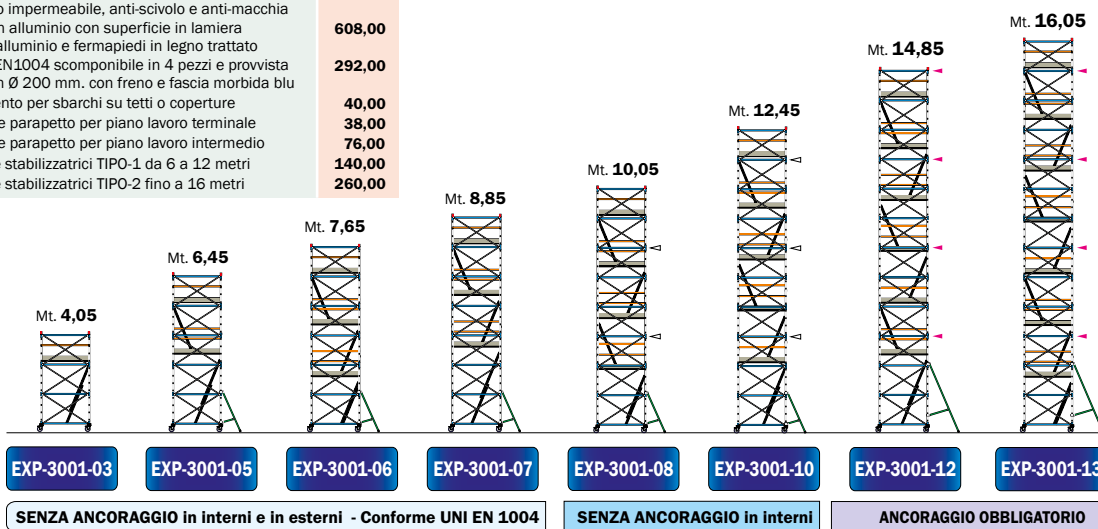 o impermeabile, anti-scivolo e anti-macchia
n alluminio con superficie in lamiera 608,00
alluminio e fermapiedi in legno trattato
EN1004 scomponibile in 4 pezzi e provvista 292,00
n Ø 200 mm. con freno e fascia morbida blu
ento per sbarchi su tetti o coperture 40,00
e parapetto per piano lavoro terminale 38,00
e parapetto per piano lavoro intermedio 76,00
e stabilizzatrici TIPO-1 da 6 a 12 metri 140,00
e stabilizzatrici TIPO-2 fino a 16 metri 260,00
Mt. 4,05
Mt. 6,45
Mt. 7,65
Mt. 8,85
Mt. 10,05
Mt. 12,45
Mt. 14,85
Mt. 16,05
EXP-3001-03
EXP-3001-05
EXP-3001-06
EXP-3001-07
EXP-3001-08
EXP-3001-10
EXP-3001-12
EXP-3001-13
SENZA ANCORAGGIO in interni e in esterni - Conforme UNI EN 1004
SENZA ANCORAGGIO in interni
ANCORAGGIO OBBLIGATORIO